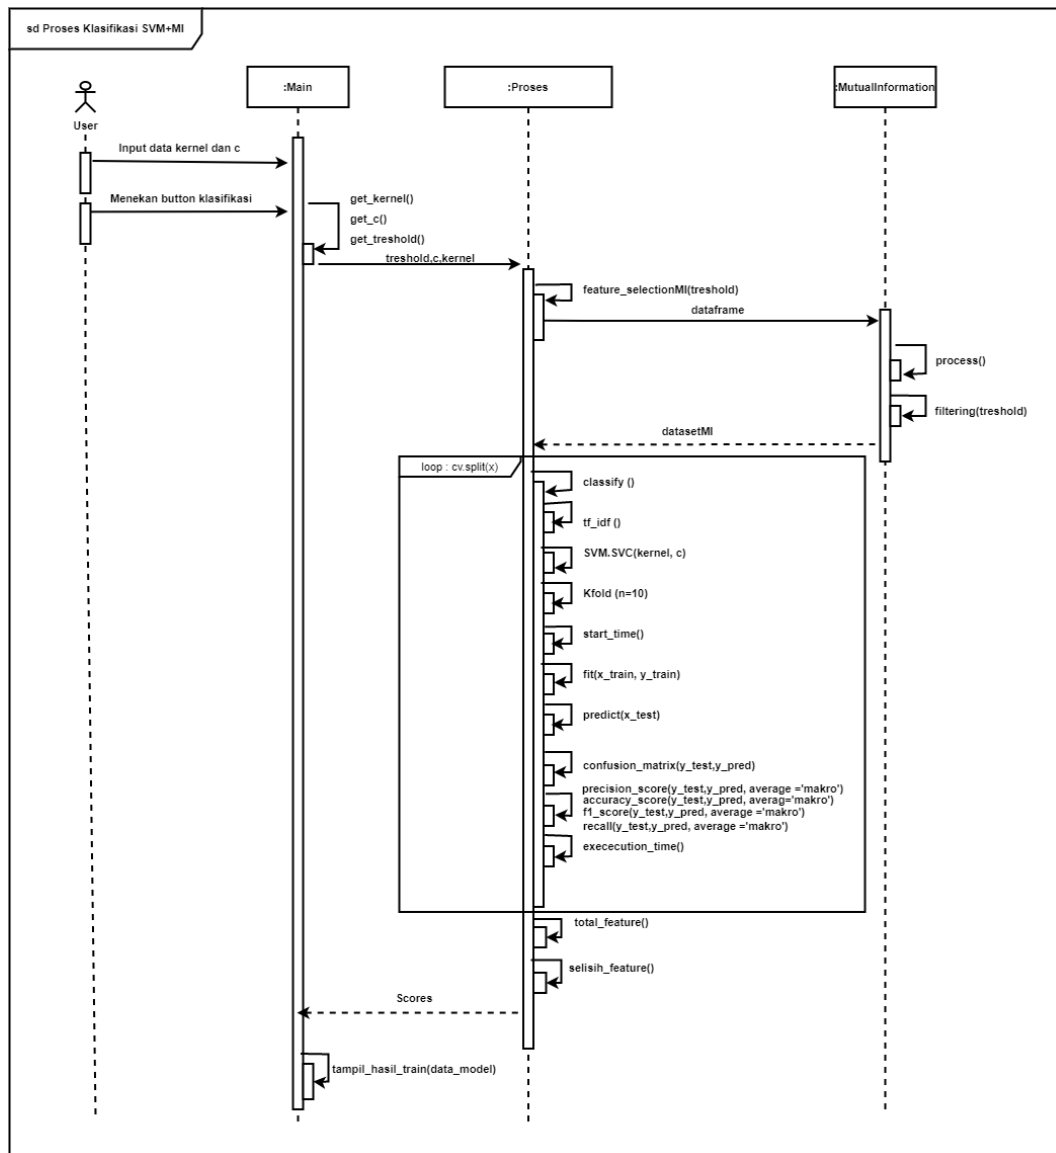 sd Proses Klasifikasi SVM+MI
:Main
:Proses
:MutualInformation
User
Input data kernel dan c
Menekan button klasifikasi
get_kernel()
get_c()
get_treshold()
treshold,c,kernel
feature_selectionMI(treshold)
dataframe
process()
filtering(treshold)
datasetMI
loop : cv.split(x)
classify ()
tf_idf ()
SVM.SVC(kernel, c)
Kfold (n=10)
start_time()
fit(x_train, y_train)
predict(x_test)
confusion_matrix(y_test,y_pred)
precision_score(y_test,y_pred, average ='makro')
accuracy_score(y_test,y_pred, averag='makro')
f1_score(y_test,y_pred, average ='makro')
recall(y_test,y_pred, average ='makro')
exececution_time()
total_feature()
selisih_feature()
Scores
tampil_hasil_train(data_model)